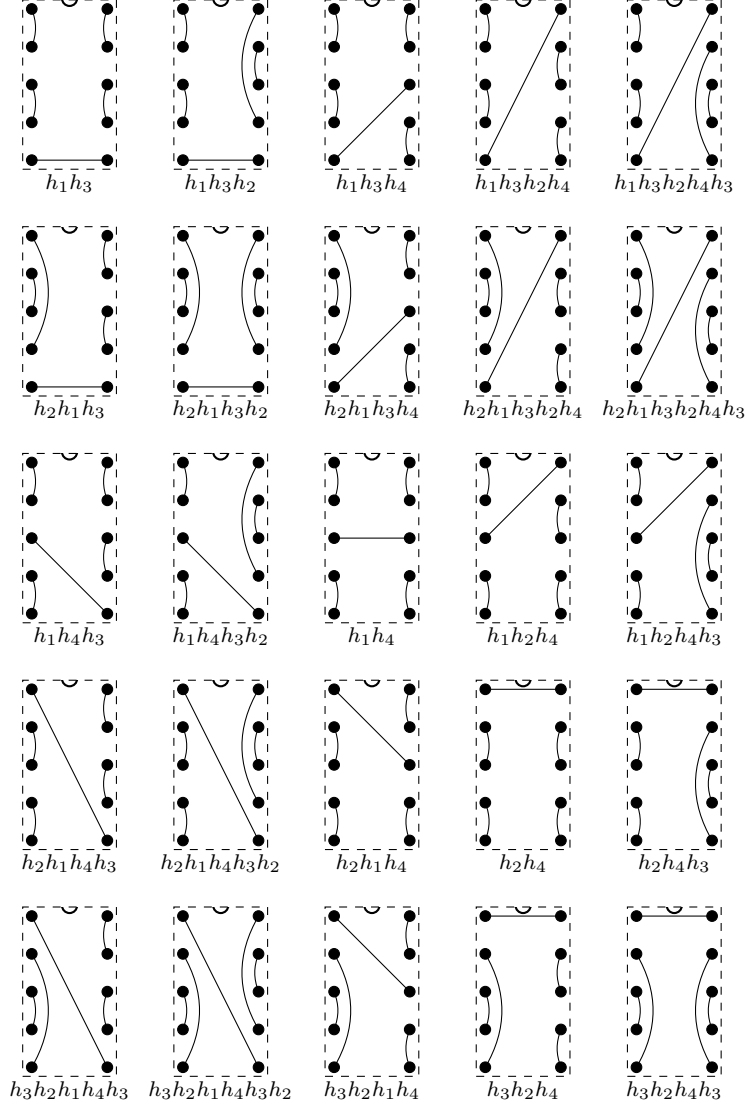 h₁h₃ h₁h₃h₂ h₁h₃h₄ h₁h₃h₂h₄ h₁h₃h₂h₄h₃
h₂h₁h₃ h₂h₁h₃h₂ h₂h₁h₃h₄ h₂h₁h₃h₂h₄ h₂h₁h₃h₂h₄h₃
h₁h₄h₃ h₁h₄h₃h₂ h₁h₄ h₁h₂h₄ h₁h₂h₄h₃
h₂h₁h₄h₃ h₂h₁h₄h₃h₂ h₂h₁h₄ h₂h₄ h₂h₄h₃
h₃h₂h₁h₄h₃ h₃h₂h₁h₄h₃h₂ h₃h₂h₁h₄ h₃h₂h₄ h₃h₂h₄h₃